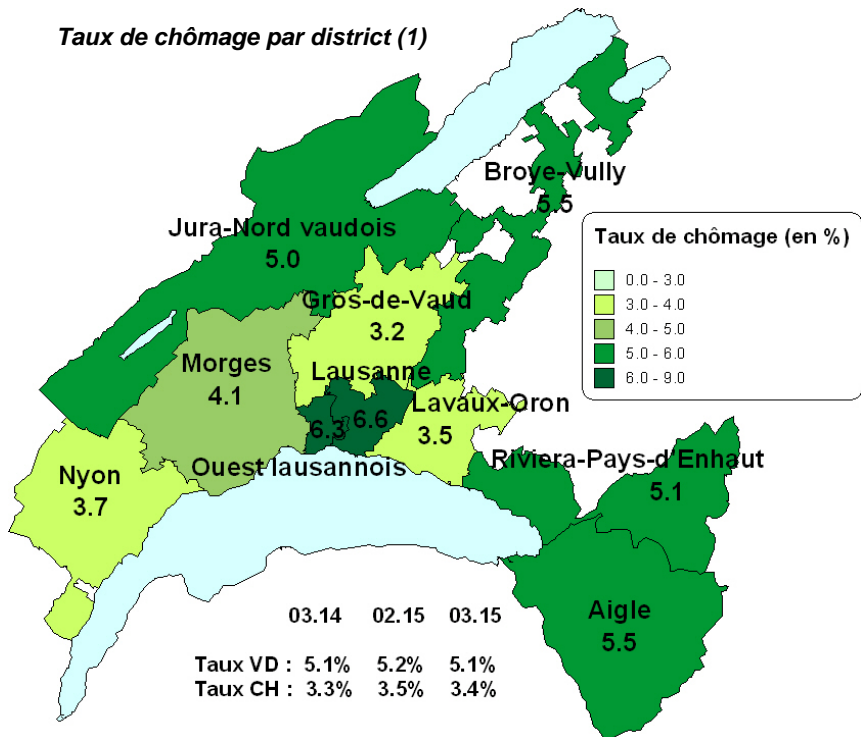 Taux de chômage par district (1)
Broye-Vully
5.5
Jura-Nord vaudois
5.0
Taux de chômage (en %)
0.0 - 3.0
3.0 - 4.0
4.0 - 5.0
5.0 - 6.0
6.0 - 9.0
Gros-de-Vaud
3.2
Morges
4.1
Lausanne
6.6
6.3
Lavaux-Oron
3.5
Ouest lausannois
Riviera-Pays-d'Enhaut
5.1
Nyon
3.7
Aigle
5.5
03.14 02.15 03.15
Taux VD : 5.1% 5.2% 5.1%
Taux CH : 3.3% 3.5% 3.4%